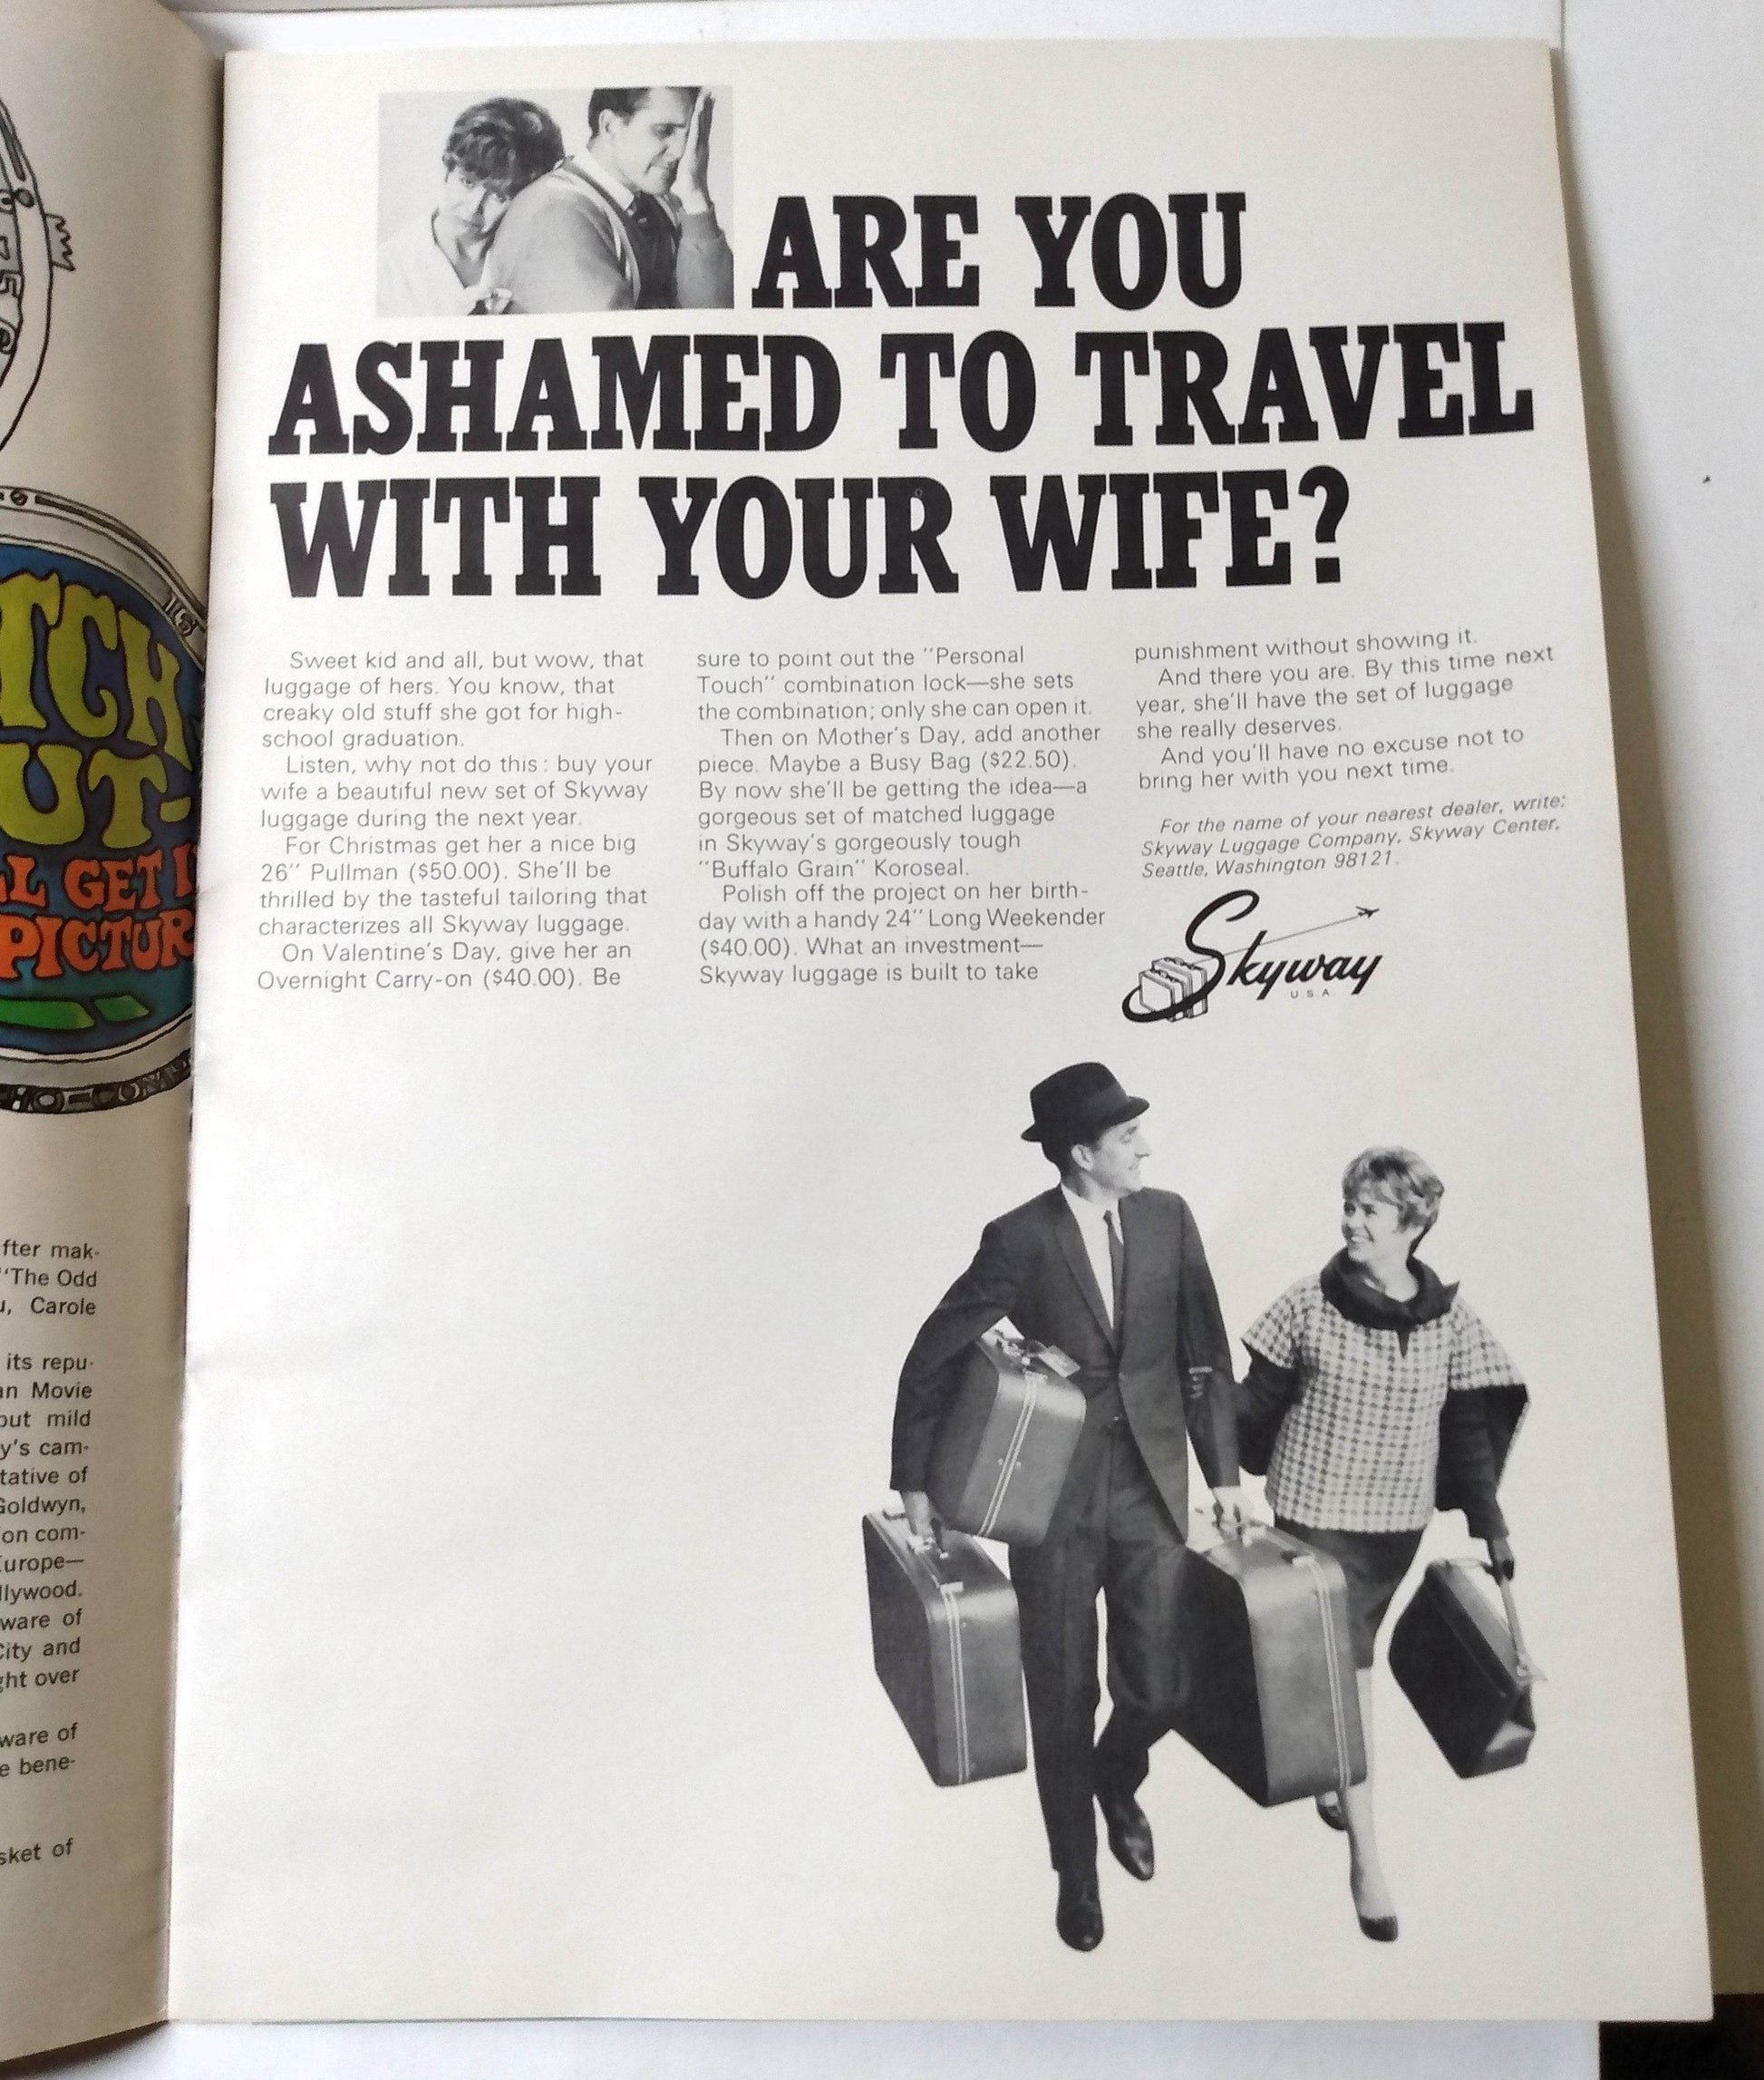 TCH
UT-
LL GET I
PICTUR
HO-COM
fter mak-
"The Odd
Carole
its repu-
Movie
but mild
y's cam-
tative of
Goldwyn,
on com-
Europe—
llywood.
ware of
City and
ght over
ware of
e bene-
sket of
ARE YOU
ASHAMED TO TRAVEL
WITH YOUR WIFE?
Sweet kid and all, but wow, that
luggage of hers. You know, that
creaky old stuff she got for high-
school graduation.
Listen, why not do this: buy your
wife a beautiful new set of Skyway
luggage during the next year.
For Christmas get her a nice big
26" Pullman ($50.00). She'll be
thrilled by the tasteful tailoring that
characterizes all Skyway luggage.
On Valentine's Day, give her an
Overnight Carry-on ($40.00). Be
sure to point out the "Personal
Touch" combination lock—she sets
the combination; only she can open it.
Then on Mother's Day, add another
piece. Maybe a Busy Bag ($22.50).
By now she'll be getting the idea—a
gorgeous set of matched luggage
in Skyway's gorgeously tough
"Buffalo Grain" Koroseal.
Polish off the project on her birth-
day with a handy 24" Long Weekender
($40.00). What an investment—
Skyway luggage is built to take
punishment without showing it.
And there you are. By this time next
year, she'll have the set of luggage
she really deserves.
And you'll have no excuse not to
bring her with you next time.
For the name of your nearest dealer, write:
Skyway Luggage Company, Skyway Center,
Seattle, Washington 98121.
Skyway
U.S.A.